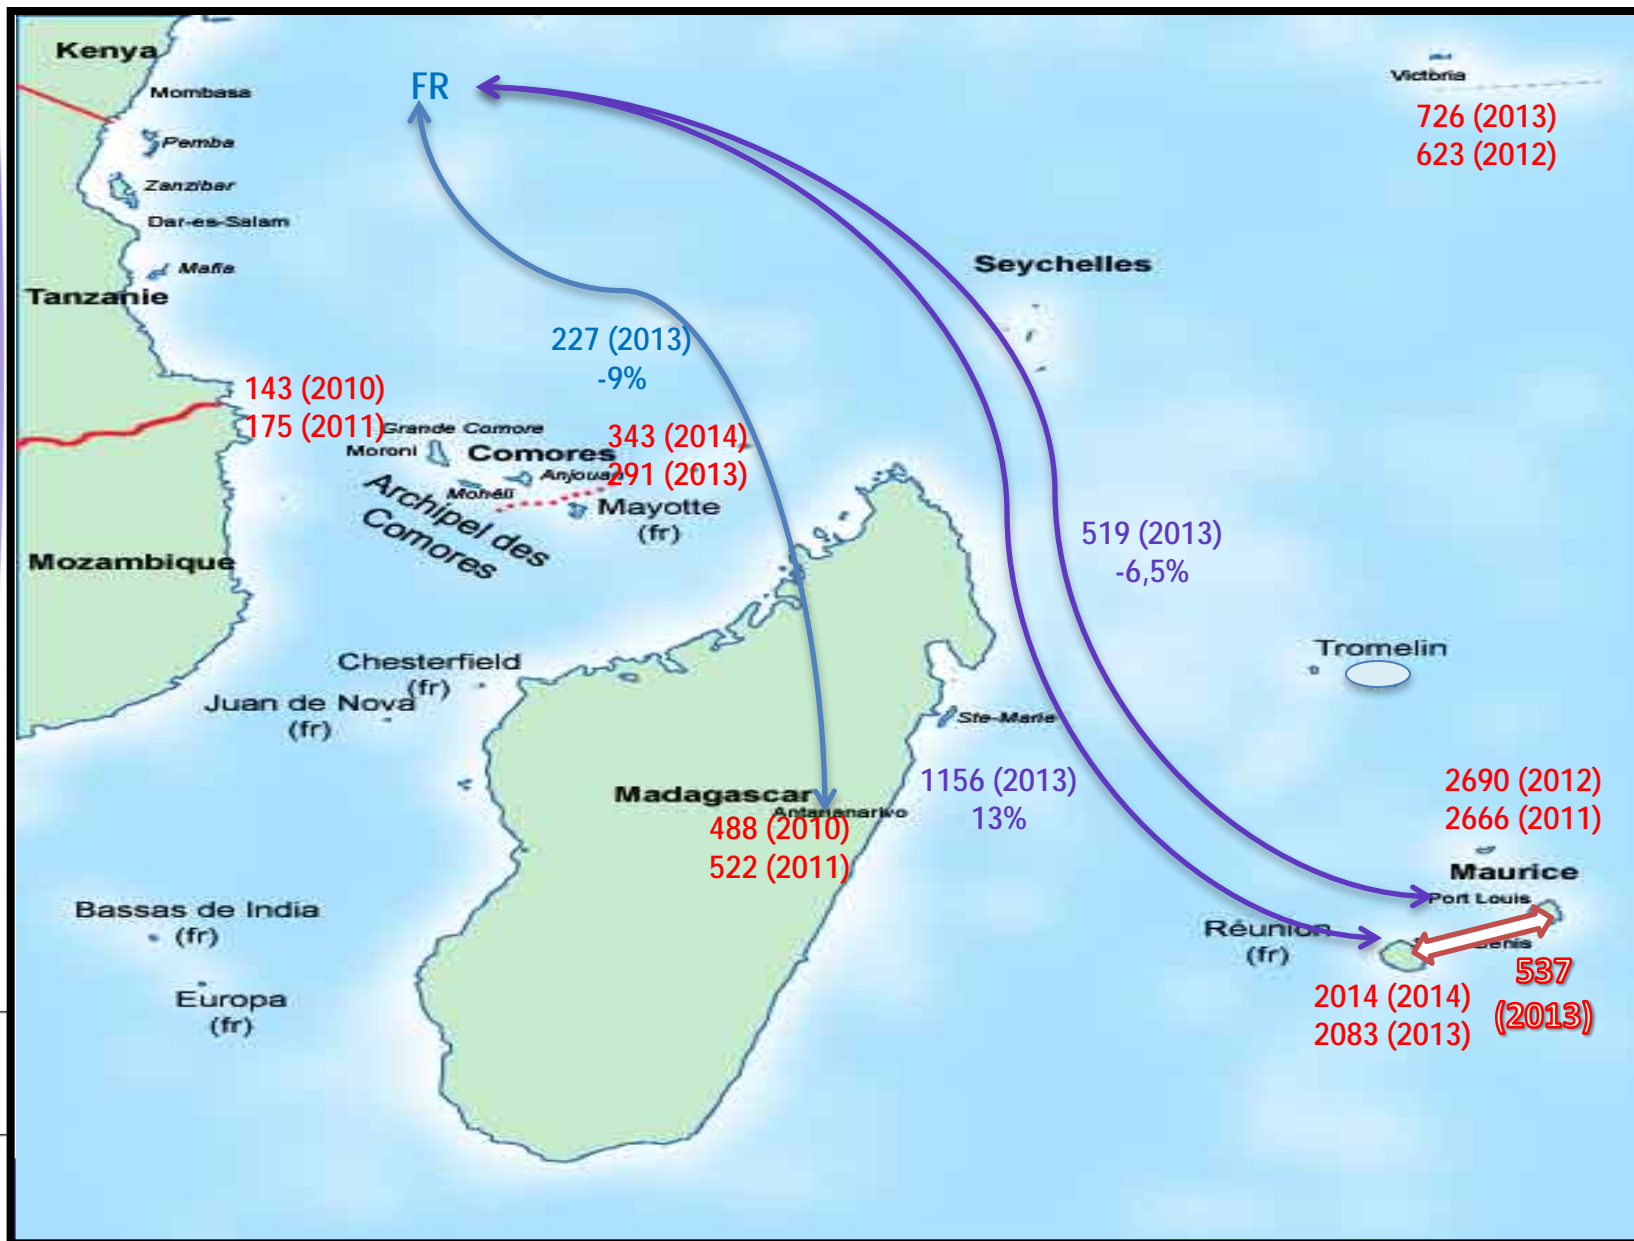 Kenya
FR
Victoria
Mombasa
726 (2013)
623 (2012)
Pemba
Zanzibar
Dar-es-Salam
Mafia
Seychelles
Tanzanie
227 (2013)
-9%
143 (2010)
175 (2011)
Grande Comore
Moroni
Comores
343 (2014)
291 (2013)
Anjouan
Mohéli
Archipel des
Comores
Mayotte
(fr)
519 (2013)
-6,5%
Mozambique
Tromelin
Chesterfield
(fr)
Juan de Nova
(fr)
Ste-Marie
1156 (2013)
13%
2690 (2012)
2666 (2011)
Madagascar
Antananarivo
488 (2010)
522 (2011)
Maurice
Port Louis
Bassas de India
(fr)
Réunion
(fr)
Denis
537
(2013)
2014 (2014)
2083 (2013)
Europa
(fr)